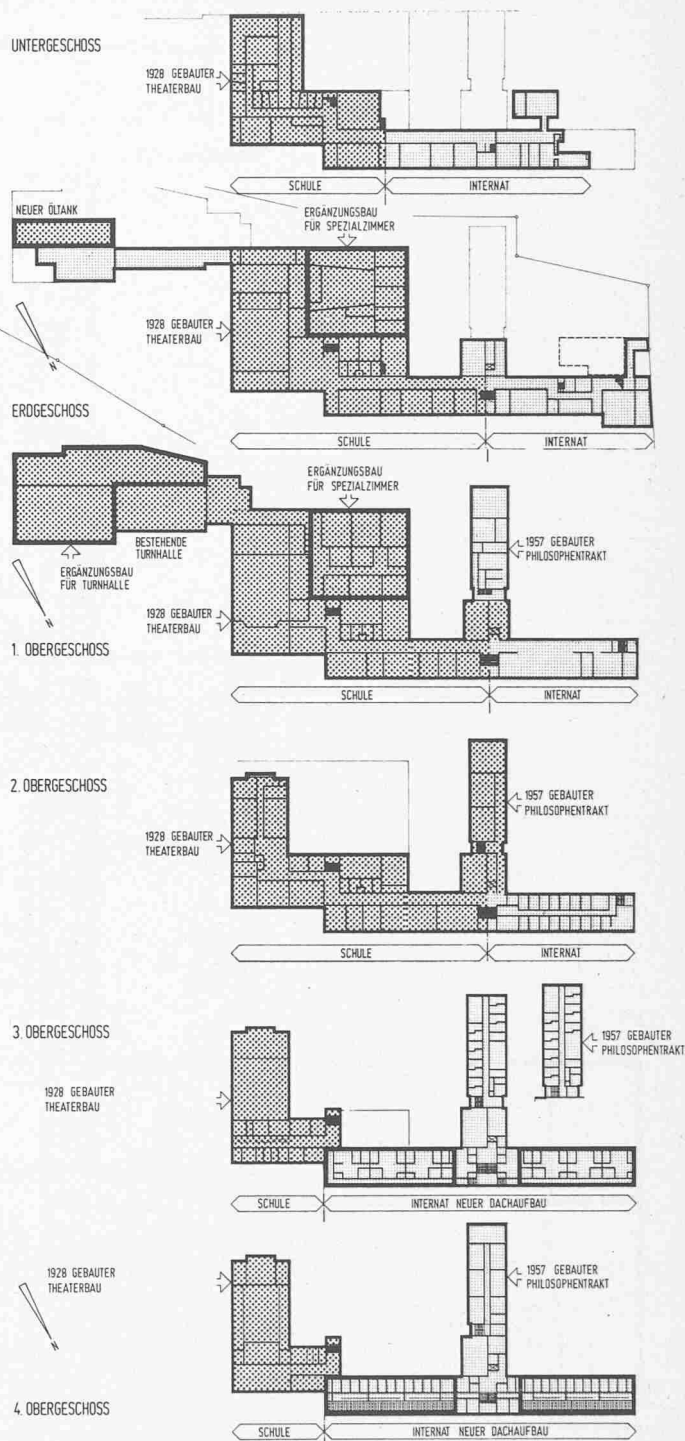 UNTERGESCHOSS
1928 GEBAUTER
THEATERBAU
SCHULE
INTERNAT
NEUER ÖLTANK
ERGÄNZUNGSBAU
FÜR SPEZIALZIMMER
1928 GEBAUTER
THEATERBAU
N
ERDGESCHOSS
SCHULE
INTERNAT
ERGÄNZUNGSBAU
FÜR SPEZIALZIMMER
BESTEHENDE
TURNHALLE
1957 GEBAUTER
PHILOSOPHENTRAKT
ERGÄNZUNGSBAU
FÜR TURNHALLE
1928 GEBAUTER
THEATERBAU
N
1. OBERGESCHOSS
SCHULE
INTERNAT
2. OBERGESCHOSS
1957 GEBAUTER
PHILOSOPHENTRAKT
1928 GEBAUTER
THEATERBAU
SCHULE
INTERNAT
3. OBERGESCHOSS
1957 GEBAUTER
PHILOSOPHENTRAKT
1928 GEBAUTER
THEATERBAU
SCHULE
INTERNAT NEUER DACHAUFBAU
1928 GEBAUTER
THEATERBAU
1957 GEBAUTER
PHILOSOPHENTRAKT
N
4. OBERGESCHOSS
SCHULE
INTERNAT NEUER DACHAUFBAU